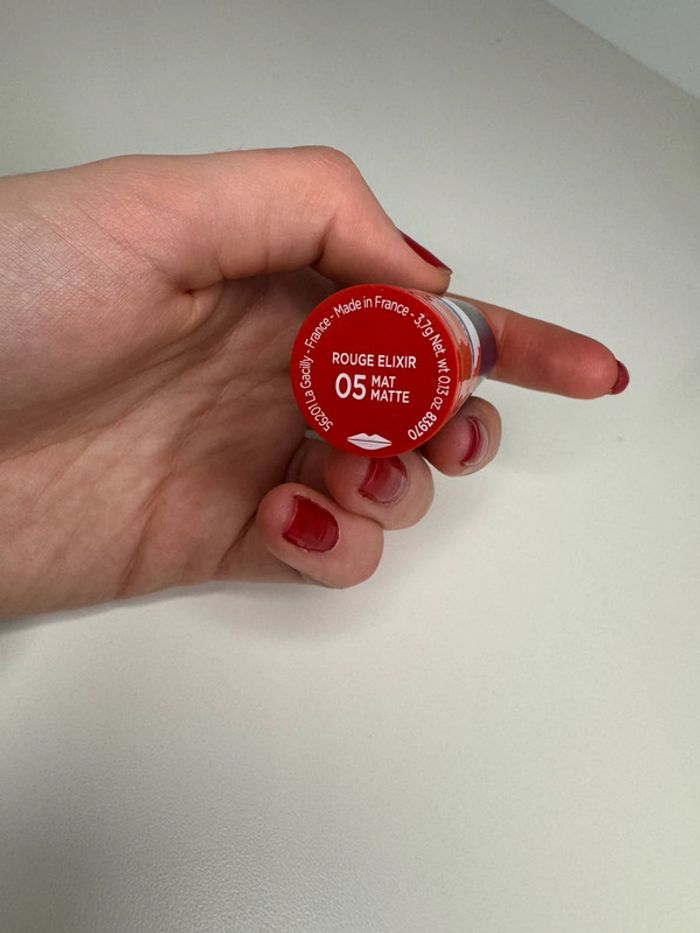 56201 La Gacilly - France - Made in France - 3,7g Net. wt 0.13 oz 83970
ROUGE ELIXIR
05 MAT
MATTE